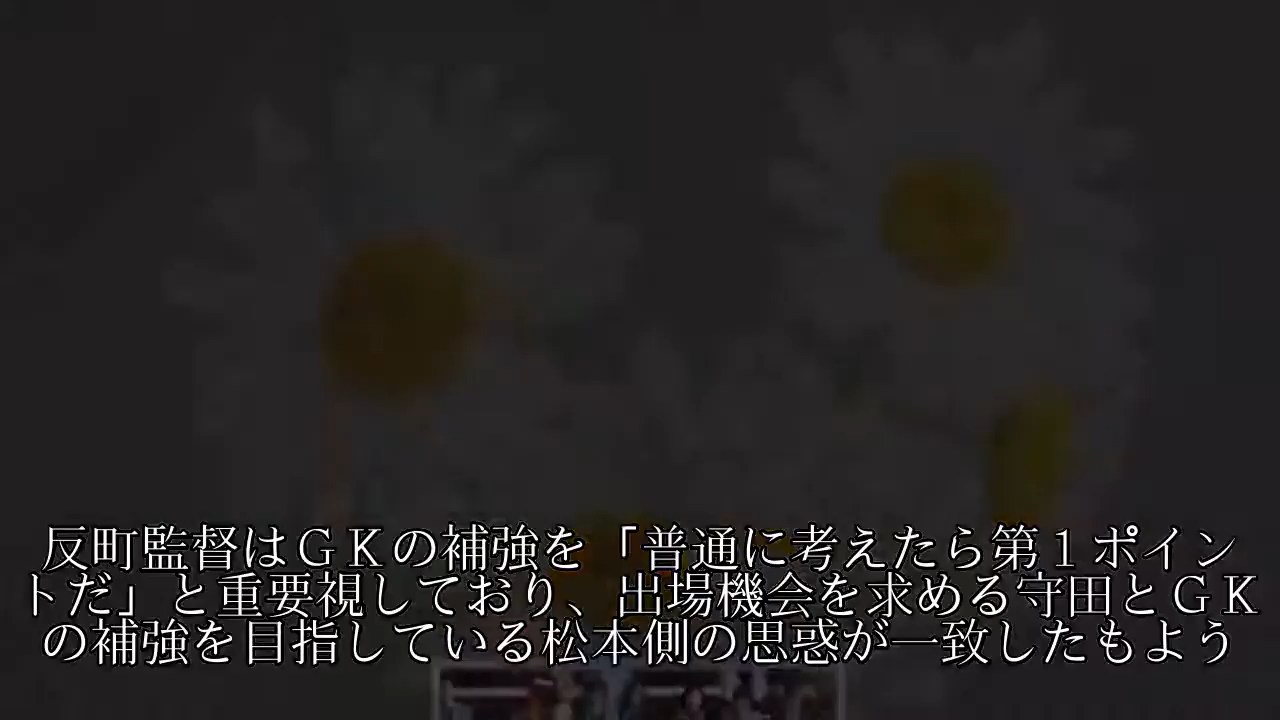 反町監督はＧＫの補強を「普通に考えたら第１ポイン
トだ」と重要視しており、出場機会を求める守田とＧＫ
の補強を目指している松本側の思惑が一致したもよう